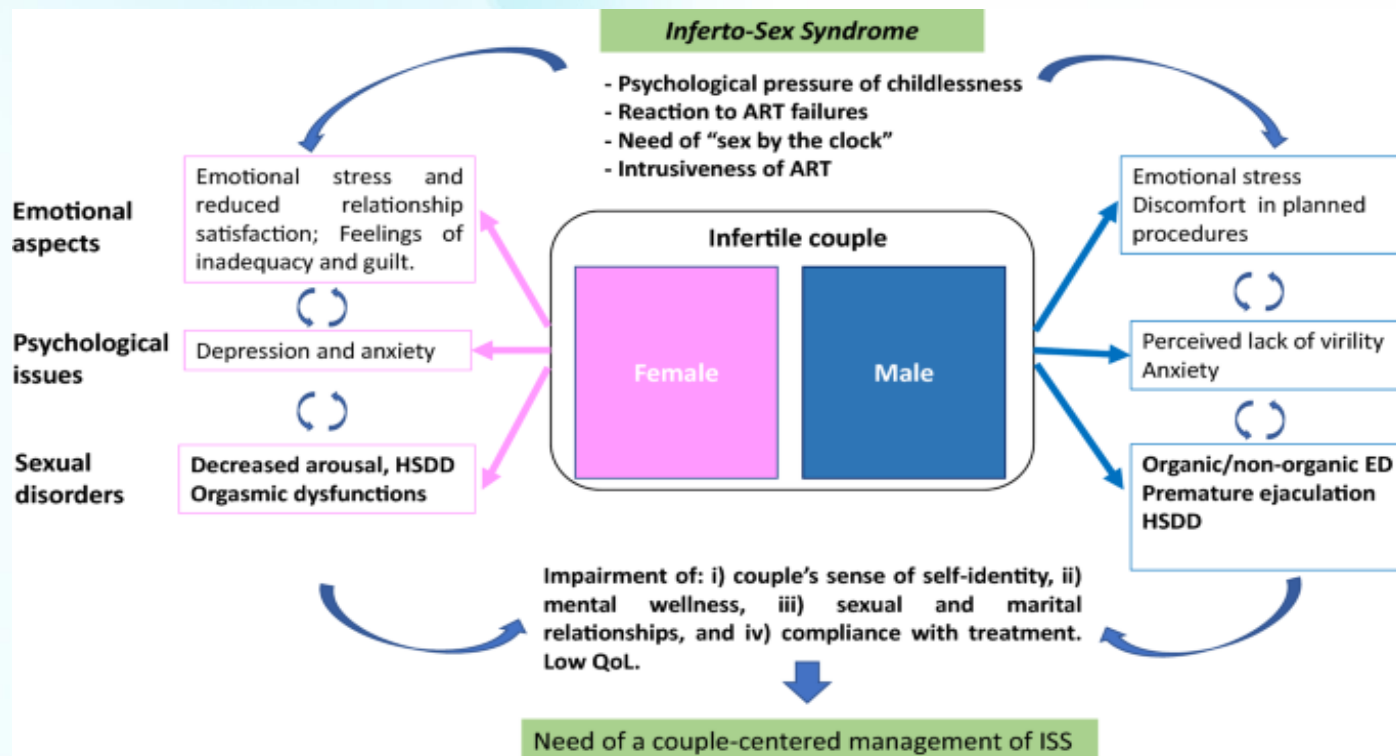 Inferto-Sex Syndrome
- Psychological pressure of childlessness
- Reaction to ART failures
- Need of “sex by the clock”
- Intrusiveness of ART
Emotional
aspects
Emotional stress and
reduced relationship
satisfaction; Feelings of
inadequacy and guilt.
Infertile couple
Emotional stress
Discomfort in planned
procedures
Psychological
issues
Depression and anxiety
Female
Male
Perceived lack of virility
Anxiety
Sexual
disorders
Decreased arousal, HSDD
Orgasmic dysfunctions
Organic/non-organic ED
Premature ejaculation
HSDD
Impairment of: i) couple’s sense of self-identity, ii)
mental wellness, iii) sexual and marital
relationships, and iv) compliance with treatment.
Low QoL.
Need of a couple-centered management of ISS